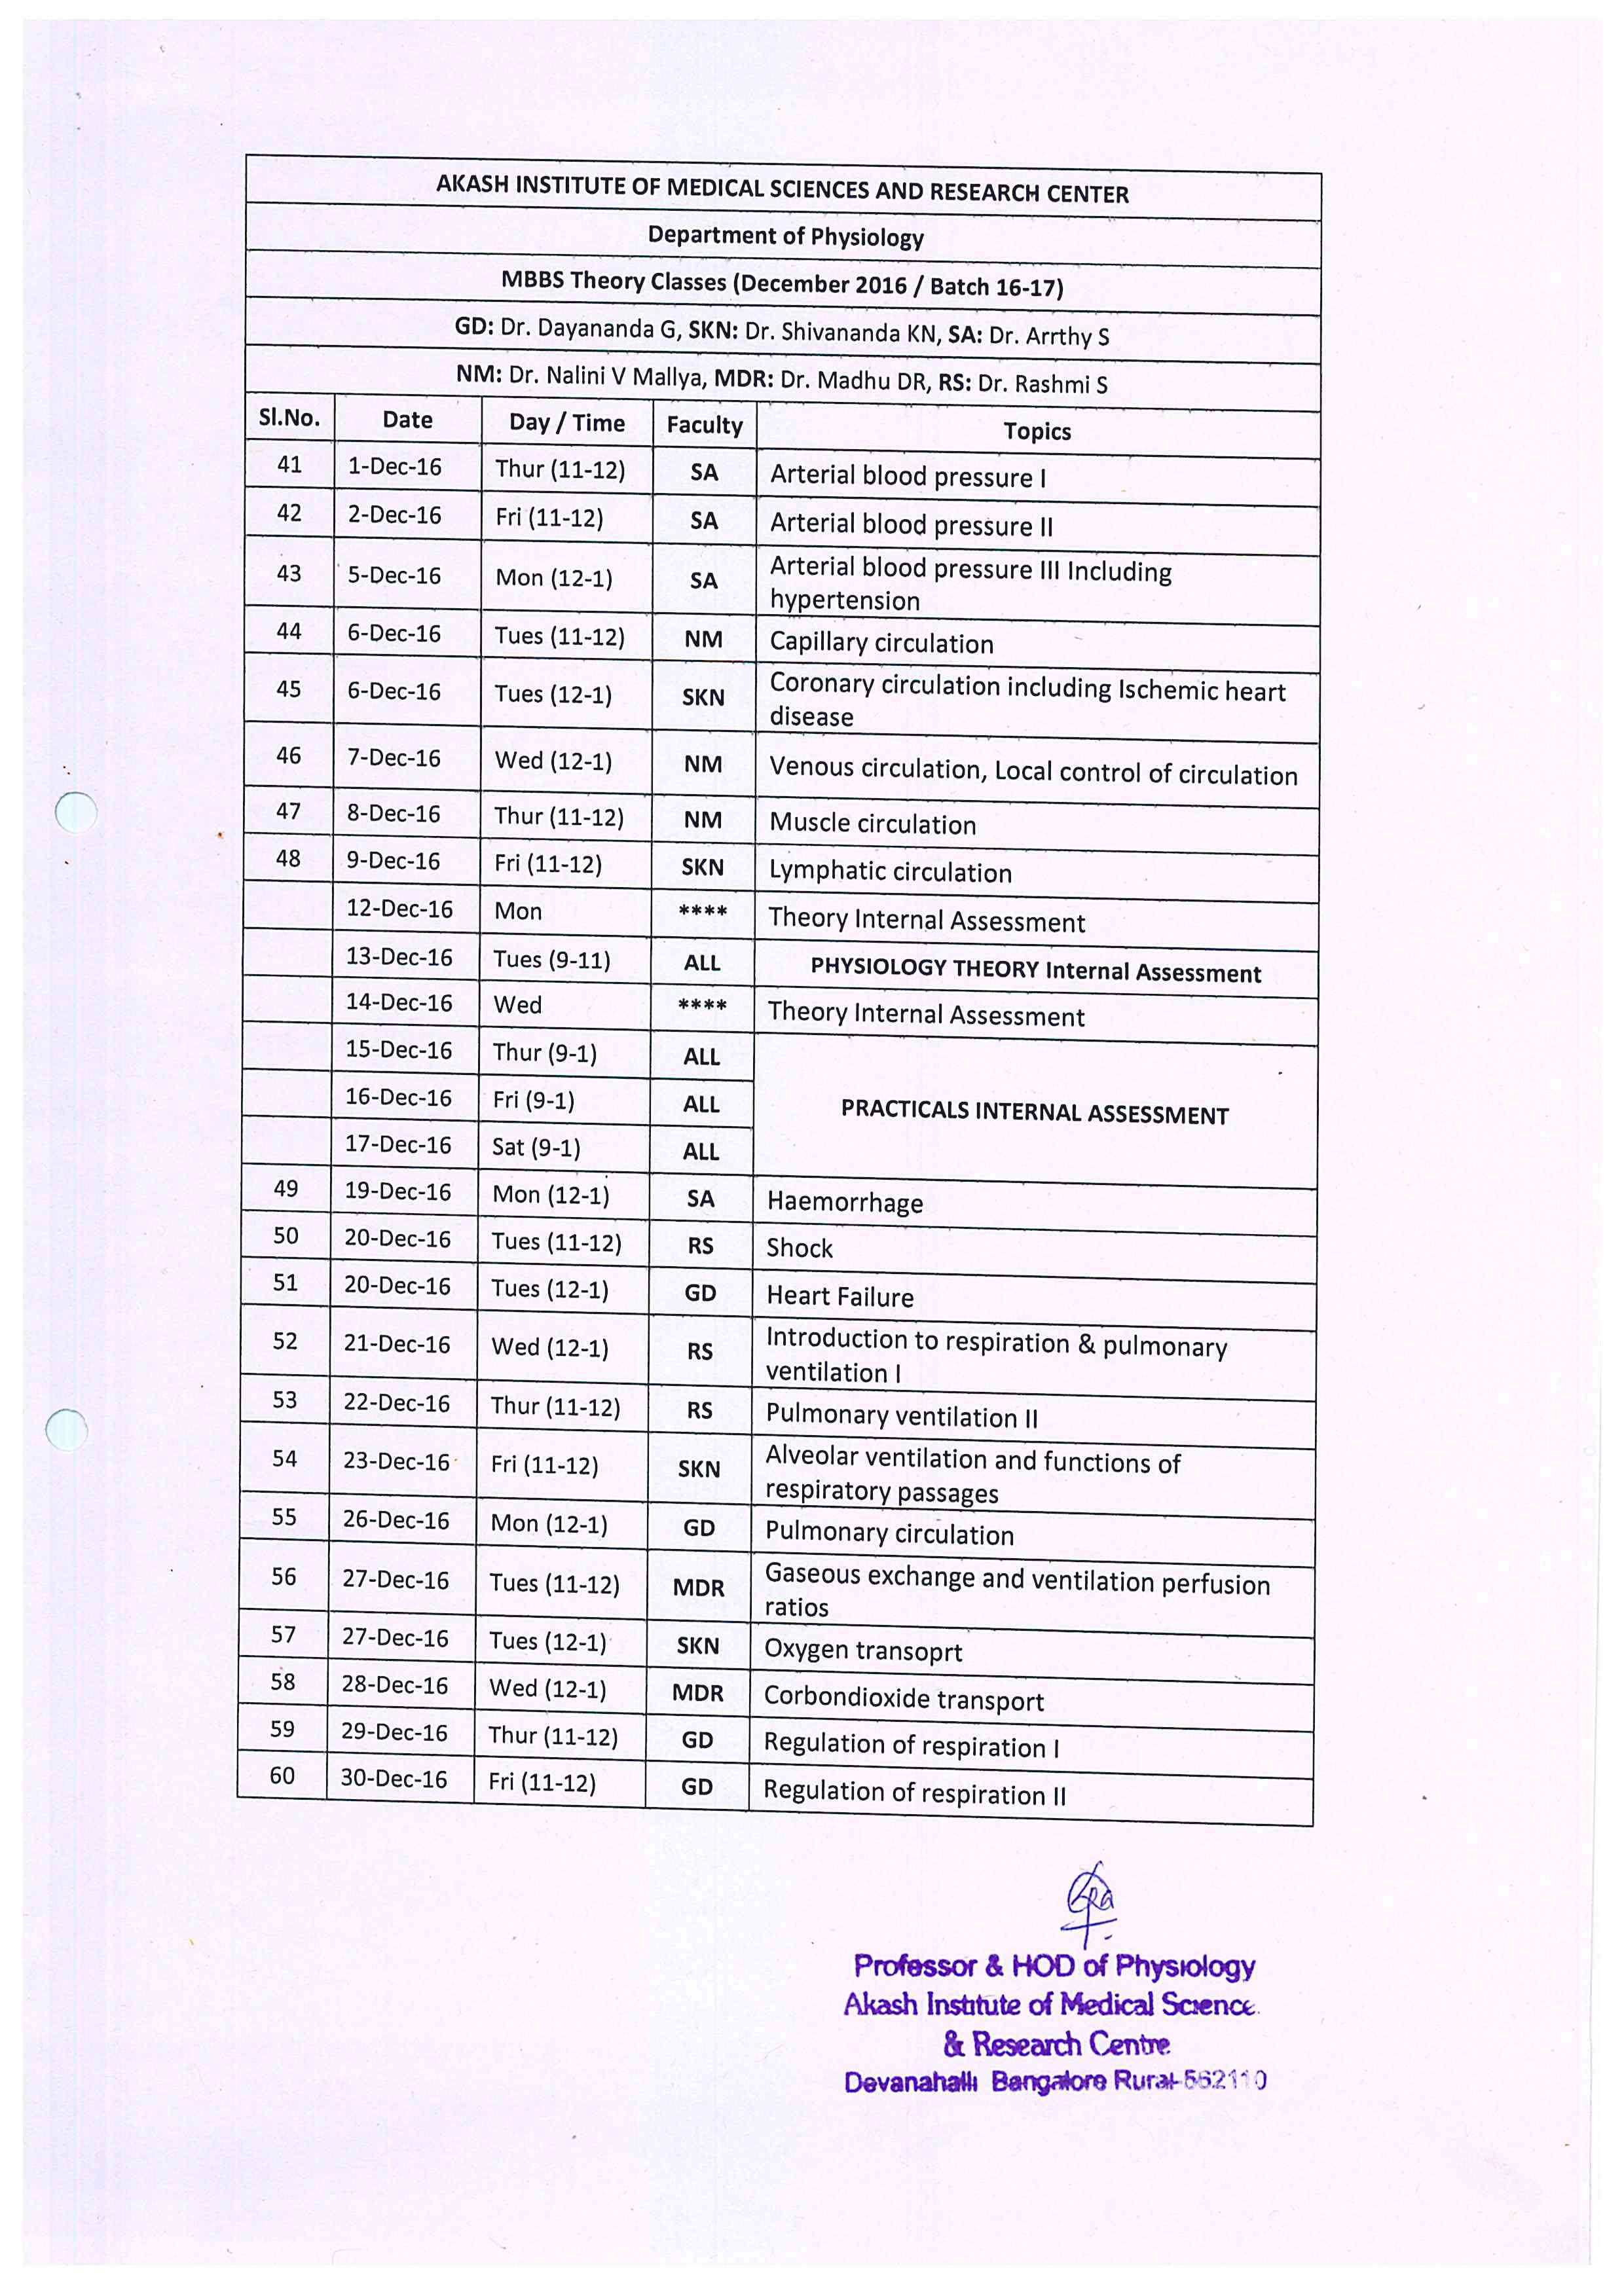 AKASH INSTITUTE OF MEDICAL SCIENCES AND RESEARCH CENTER
Department of Physiology
MBBS Theory Classes (December 2016 / Batch 16-17)
GD: Dr. Dayananda G, SKN: Dr. Shivananda KN, SA: Dr. Arrthy S
NM: Dr. Nalini V Mallya, MDR: Dr. Madhu DR, RS: Dr. Rashmi S
Sl.No. Date Day / Time Faculty Topics
41 1-Dec-16 Thur (11-12) SA Arterial blood pressure I
42 2-Dec-16 Fri (11-12) SA Arterial blood pressure II
43 5-Dec-16 Mon (12-1) SA Arterial blood pressure III Including
hypertension
44 6-Dec-16 Tues (11-12) NM Capillary circulation
45 6-Dec-16 Tues (12-1) SKN Coronary circulation including Ischemic heart
disease
46 7-Dec-16 Wed (12-1) NM Venous circulation, Local control of circulation
47 8-Dec-16 Thur (11-12) NM Muscle circulation
48 9-Dec-16 Fri (11-12) SKN Lymphatic circulation
12-Dec-16 Mon **** Theory Internal Assessment
13-Dec-16 Tues (9-11) ALL PHYSIOLOGY THEORY Internal Assessment
14-Dec-16 Wed **** Theory Internal Assessment
15-Dec-16 Thur (9-1) ALL
16-Dec-16 Fri (9-1) ALL PRACTICALS INTERNAL ASSESSMENT
17-Dec-16 Sat (9-1) ALL
49 19-Dec-16 Mon (12-1) SA Haemorrhage
50 20-Dec-16 Tues (11-12) RS Shock
51 20-Dec-16 Tues (12-1) GD Heart Failure
52 21-Dec-16 Wed (12-1) RS Introduction to respiration & pulmonary
ventilation I
53 22-Dec-16 Thur (11-12) RS Pulmonary ventilation II
54 23-Dec-16 Fri (11-12) SKN Alveolar ventilation and functions of
respiratory passages
55 26-Dec-16 Mon (12-1) GD Pulmonary circulation
56 27-Dec-16 Tues (11-12) MDR Gaseous exchange and ventilation perfusion
ratios
57 27-Dec-16 Tues (12-1) SKN Oxygen transoprt
58 28-Dec-16 Wed (12-1) MDR Corbondioxide transport
59 29-Dec-16 Thur (11-12) GD Regulation of respiration I
60 30-Dec-16 Fri (11-12) GD Regulation of respiration II
Professor & HOD of Physiology
Akash Institute of Medical Science
& Research Centre
Devanahalli Bangalore Rural-562110